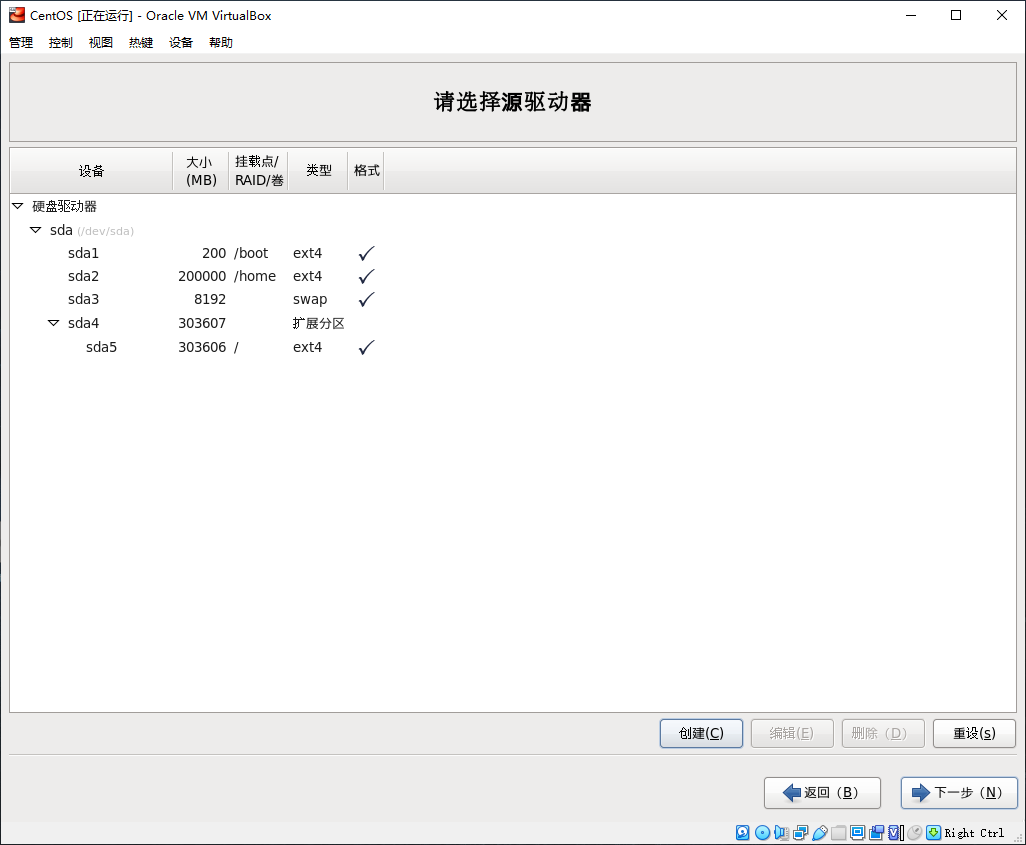 CentOS [正在运行] - Oracle VM VirtualBox
管理 控制 视图 热键 设备 帮助
请选择源驱动器
设备 大小 (MB) 挂载点/ RAID/卷 类型 格式
硬盘驱动器
sda (/dev/sda)
sda1 200 /boot ext4
sda2 200000 /home ext4
sda3 8192 swap
sda4 303607 扩展分区
sda5 303606 / ext4
创建(C) 编辑(E) 删除（D） 重设(s)
返回（B） 下一步（N）
Right Ctrl